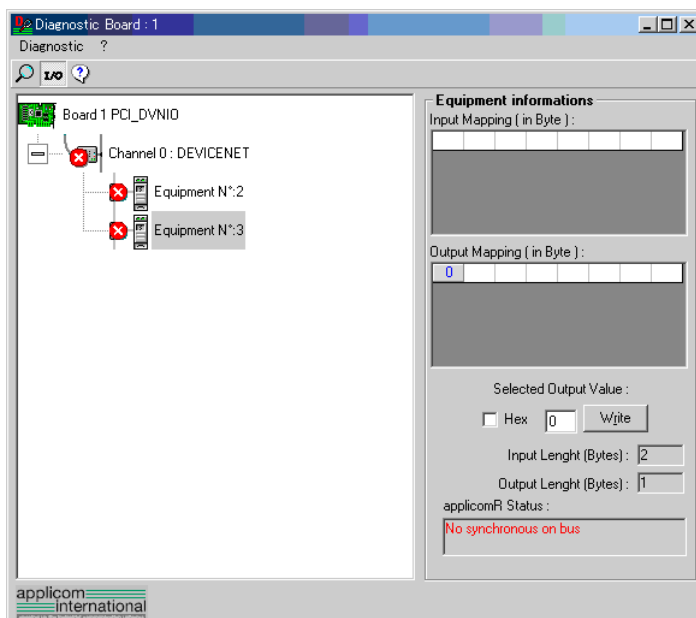 Diagnostic Board : 1
Diagnostic ?
I/O
Board 1 PCI_DVNIO
Channel 0 : DEVICENET
Equipment N°:2
Equipment N°:3
Equipment informations
Input Mapping ( in Byte ) :
Output Mapping ( in Byte ) :
0
Selected Output Value :
Hex 0 Write
Input Lenght (Bytes) : 2
Output Lenght (Bytes) : 1
applicomR Status :
No synchronous on bus
applicom
international